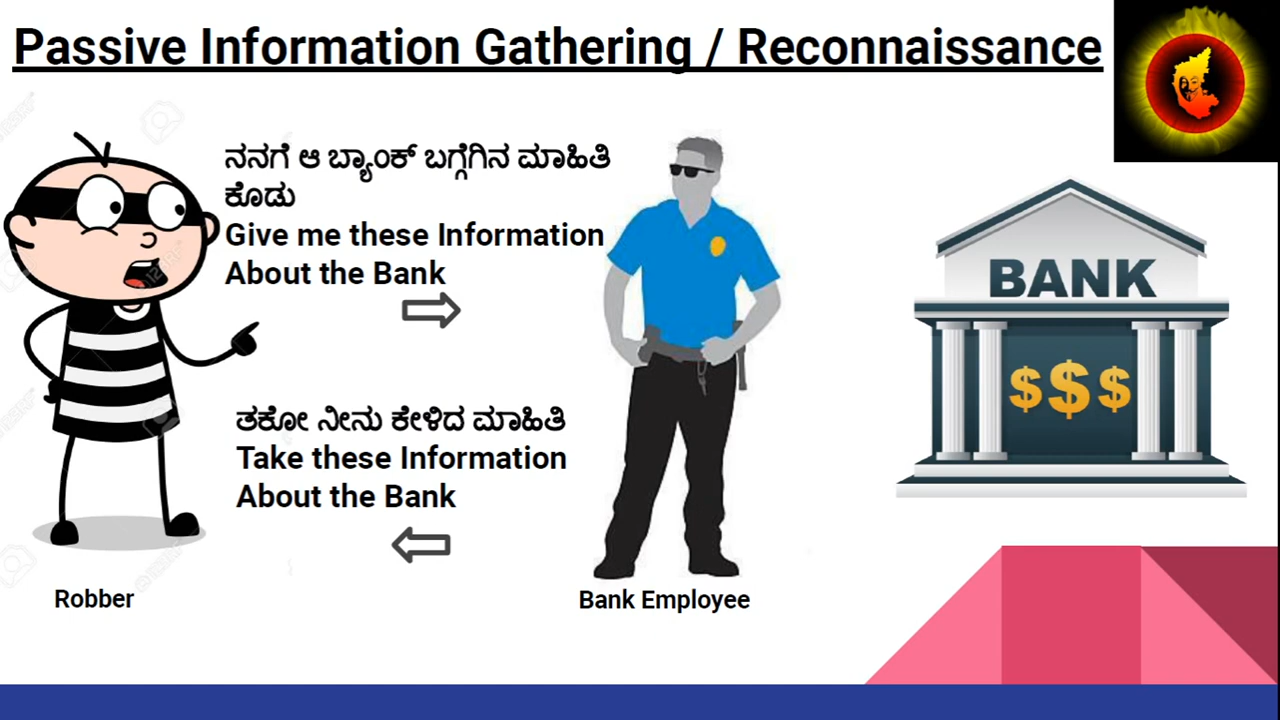 Passive Information Gathering / Reconnaissance
ನನಗೆ ಆ ಬ್ಯಾಂಕ್ ಬಗ್ಗೆಗಿನ ಮಾಹಿತಿ
ಕೊಡು
Give me these Information
About the Bank
ತಕೋ ನೀನು ಕೇಳಿದ ಮಾಹಿತಿ
Take these Information
About the Bank
BANK
$$$
Robber
Bank Employee